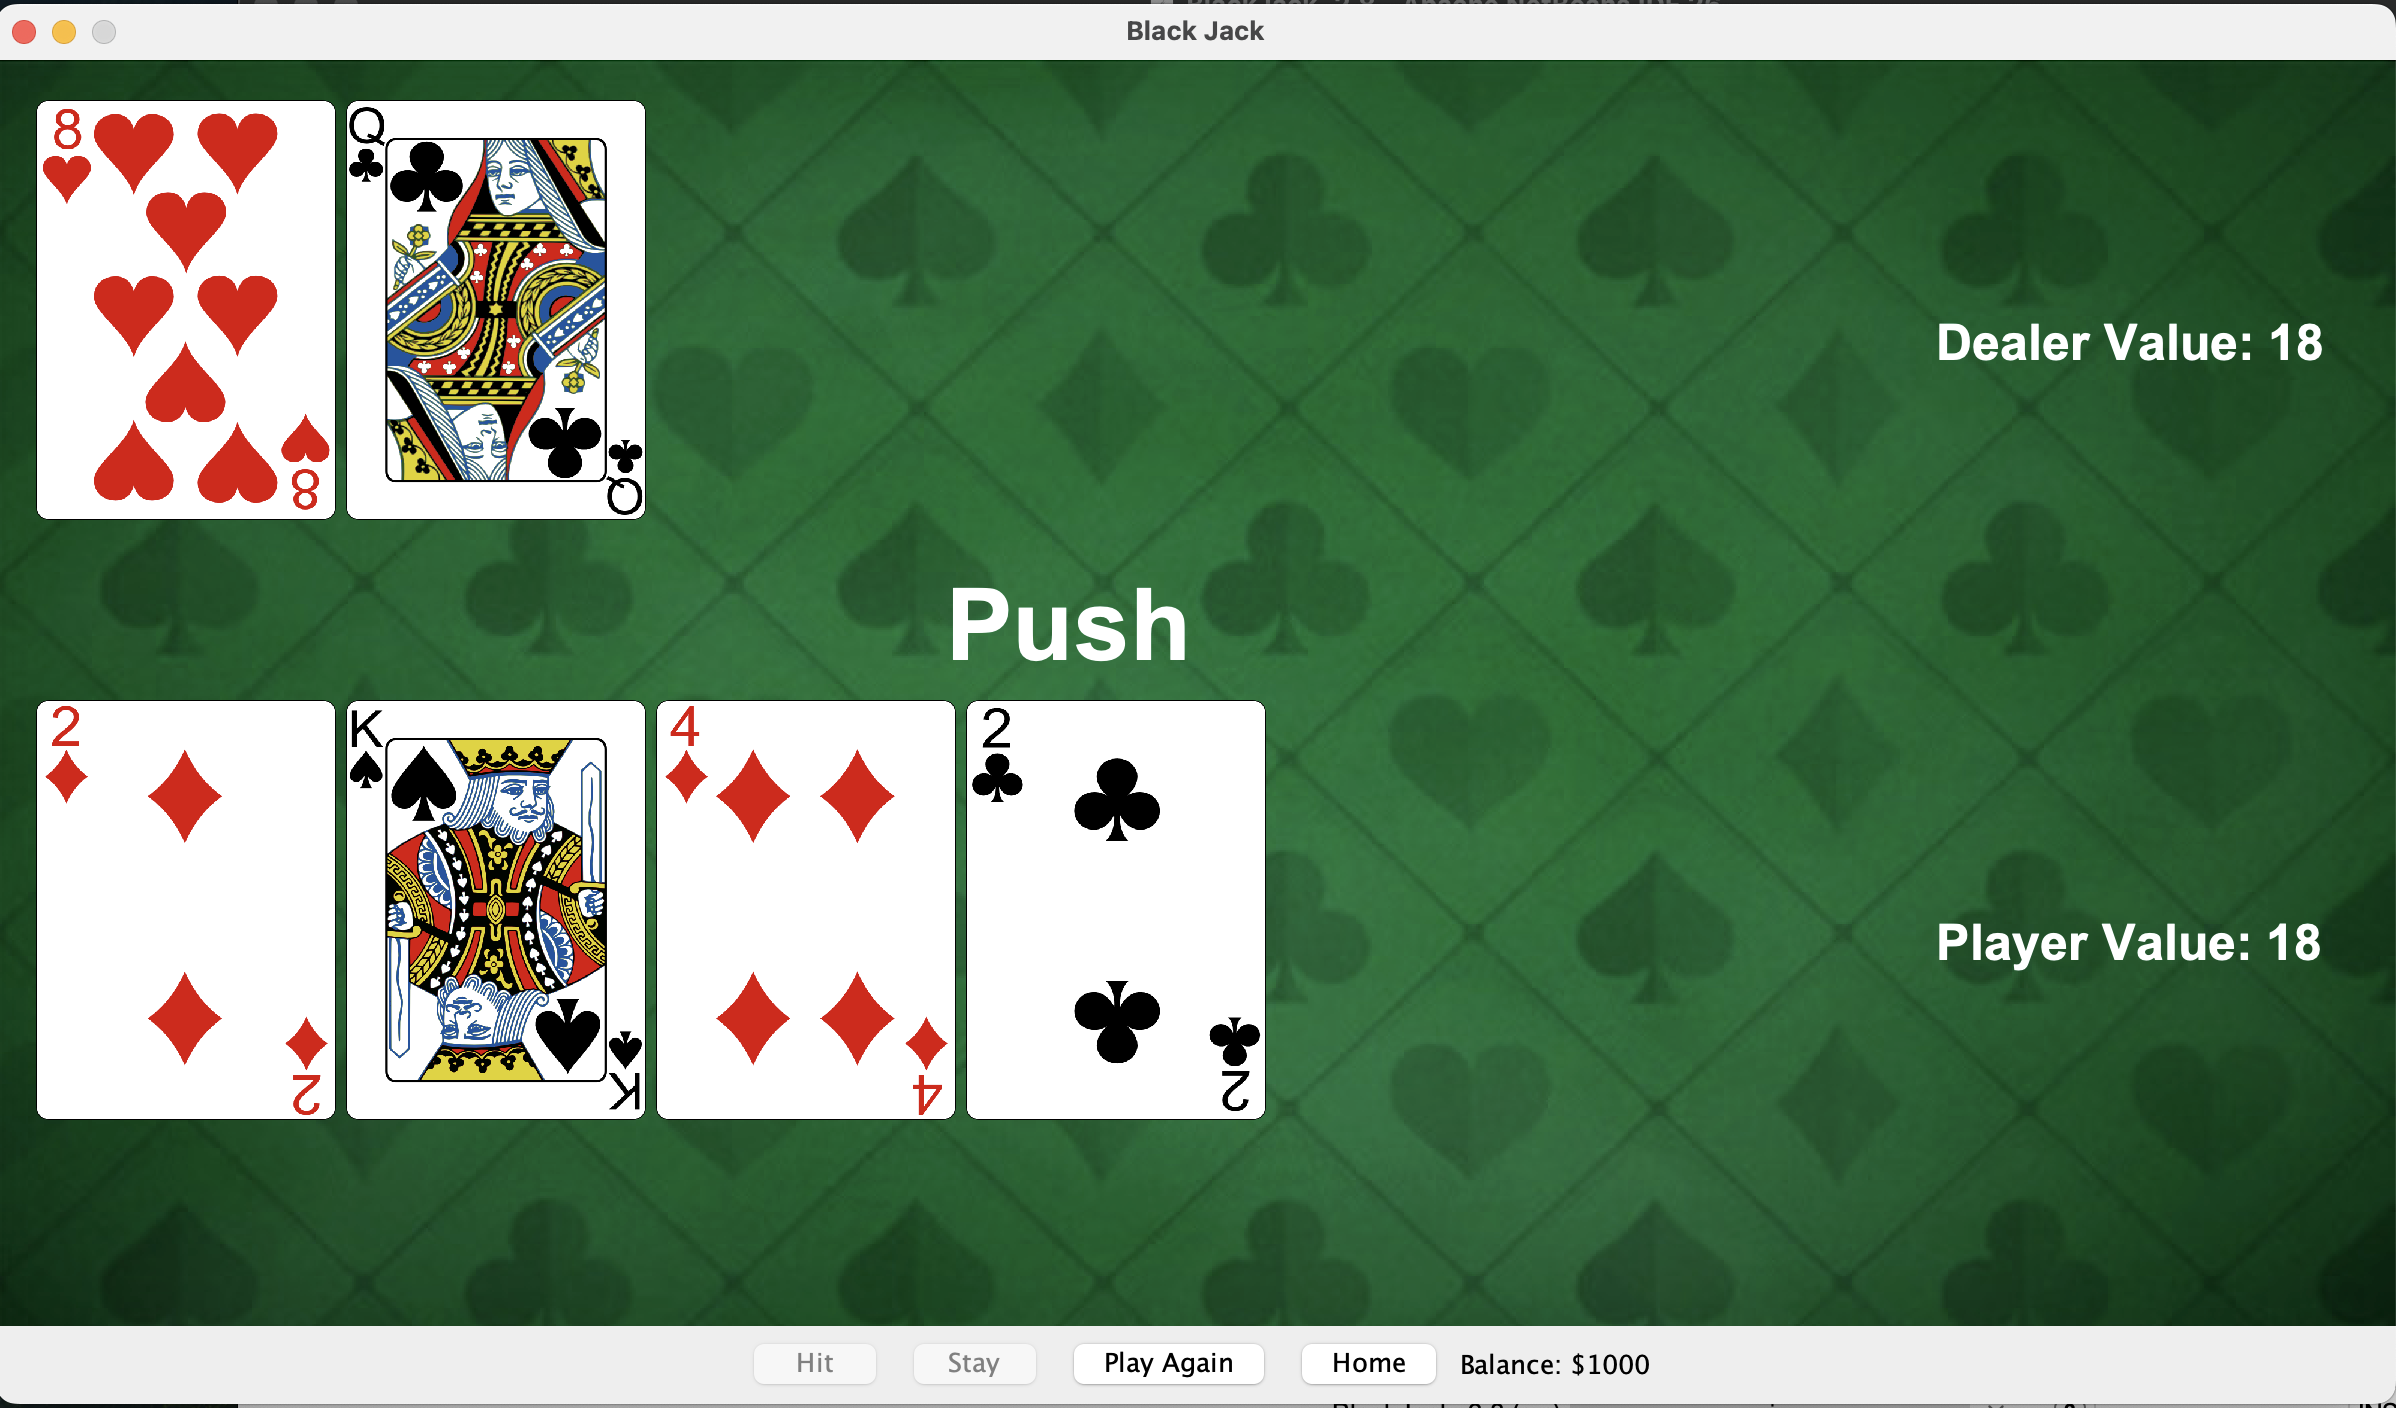 Black Jack
8
Q
8
Q
Dealer Value: 18
Push
2
K
4
2
2
K
4
2
Player Value: 18
Hit
Stay
Play Again
Home
Balance: $1000